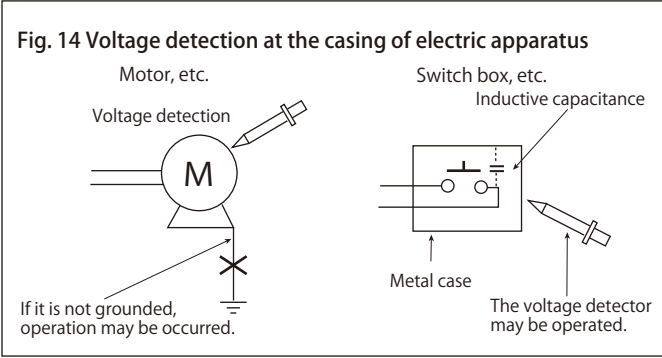 Fig. 14 Voltage detection at the casing of electric apparatus
Motor, etc.
Voltage detection
M
If it is not grounded,
operation may be occurred.
Switch box, etc.
Inductive capacitance
Metal case
The voltage detector
may be operated.